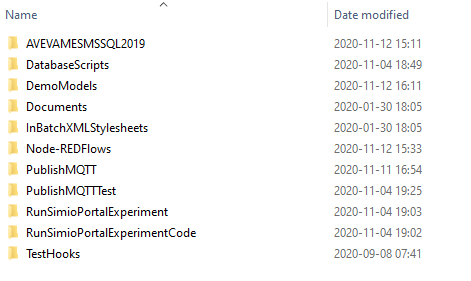 Name Date modified
AVEVAMESMSSQL2019 2020-11-12 15:11
DatabaseScripts 2020-11-04 18:49
DemoModels 2020-11-12 16:11
Documents 2020-01-30 18:05
InBatchXMLStylesheets 2020-01-30 18:05
Node-REDFlows 2020-11-12 15:33
PublishMQTT 2020-11-11 16:54
PublishMQTTTest 2020-11-04 19:25
RunSimioPortalExperiment 2020-11-04 19:03
RunSimioPortalExperimentCode 2020-11-04 19:02
TestHooks 2020-09-08 07:41